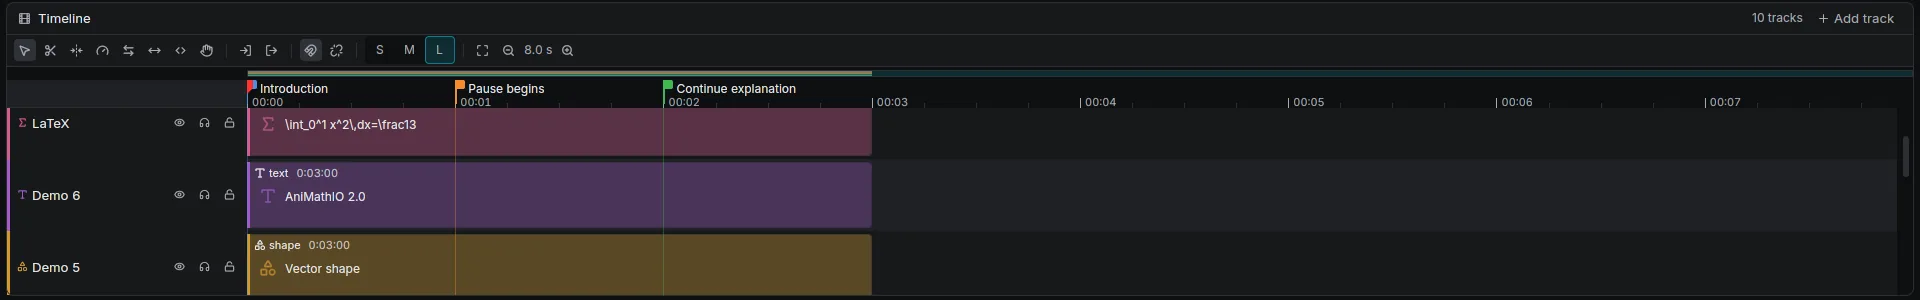 Timeline
10 tracks + Add track
S M L 8.0 s
Introduction Pause begins Continue explanation
00:00 00:01 00:02 00:03 00:04 00:05 00:06 00:07
LaTeX
\int_0^1 x^2\,dx=\frac13
text 0:03:00
Demo 6
AniMathIO 2.0
shape 0:03:00
Demo 5
Vector shape